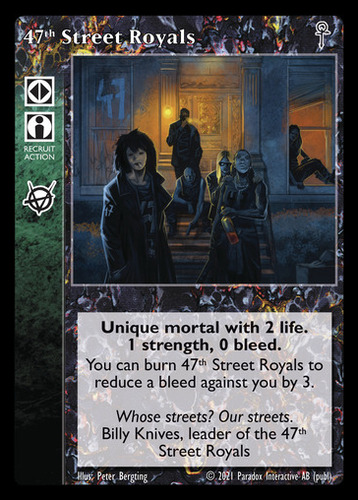 47th Street Royals
47
RECRUIT
ACTION
Unique mortal with 2 life.
1 strength, 0 bleed.
You can burn 47th Street Royals to
reduce a bleed against you by 3.
Whose streets? Our streets.
Billy Knives, leader of the 47th
Street Royals
Illus: Peter Bergting © 2021 Paradox Interactive AB (publ)